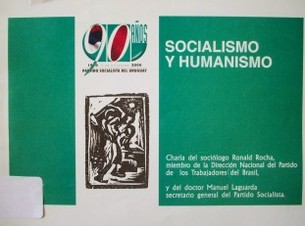 90 AÑOS
PARTIDO SOCIALISTA DEL URUGUAY
SOCIALISMO
Y HUMANISMO
Charla del sociólogo Ronald Rocha,
miembro de la Dirección Nacional del Partido
de los Trabajadores del Brasil,
y del doctor Manuel Laguarda
secretario general del Partido Socialista.